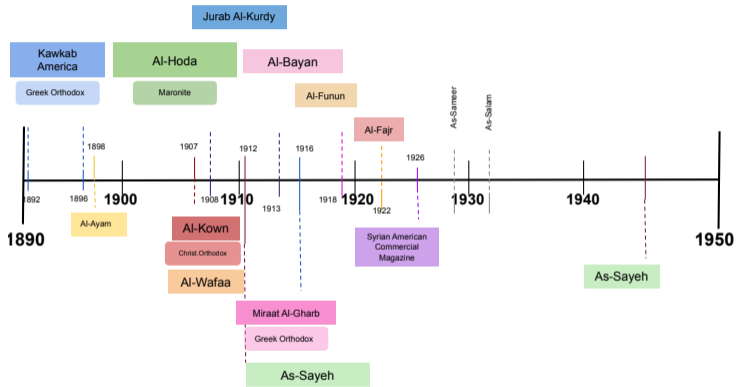 Jurab Al-Kurdy
Kawkab
America
Greek Orthodox
Al-Hoda
Maronite
Al-Bayan
Al-Funun
Al-Fajr
As-Sameer
As-Salam
1898
1907
1912
1916
1926
1892
1896
1900
1908
1910
1913
1918
1920
1922
1930
1940
1890
1950
Al-Ayam
Al-Kown
Christ.Orthodox
Al-Wafaa
Syrian American
Commercial
Magazine
As-Sayeh
Miraat Al-Gharb
Greek Orthodox
As-Sayeh